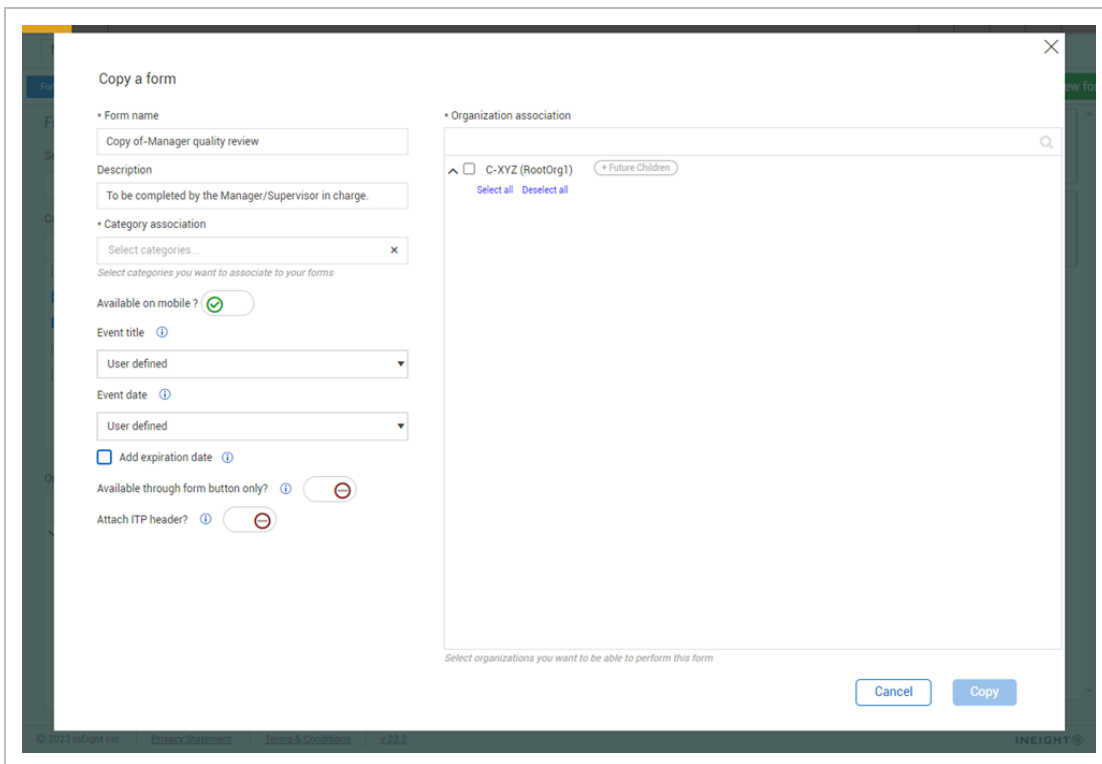 Copy a form
* Form name
Copy of-Manager quality review
Description
To be completed by the Manager/Supervisor in charge.
* Category association
Select categories...
Select categories you want to associate to your forms
Available on mobile ?
Event title
User defined
Event date
User defined
Add expiration date
Available through form button only?
Attach ITP header?
* Organization association
C-XYZ (RootOrg1) + Future Children
Select all Deselect all
Select organizations you want to be able to perform this form
Cancel Copy
© 2023 InEight Inc. Privacy Statement Terms & Conditions v 23.2 INEIGHT